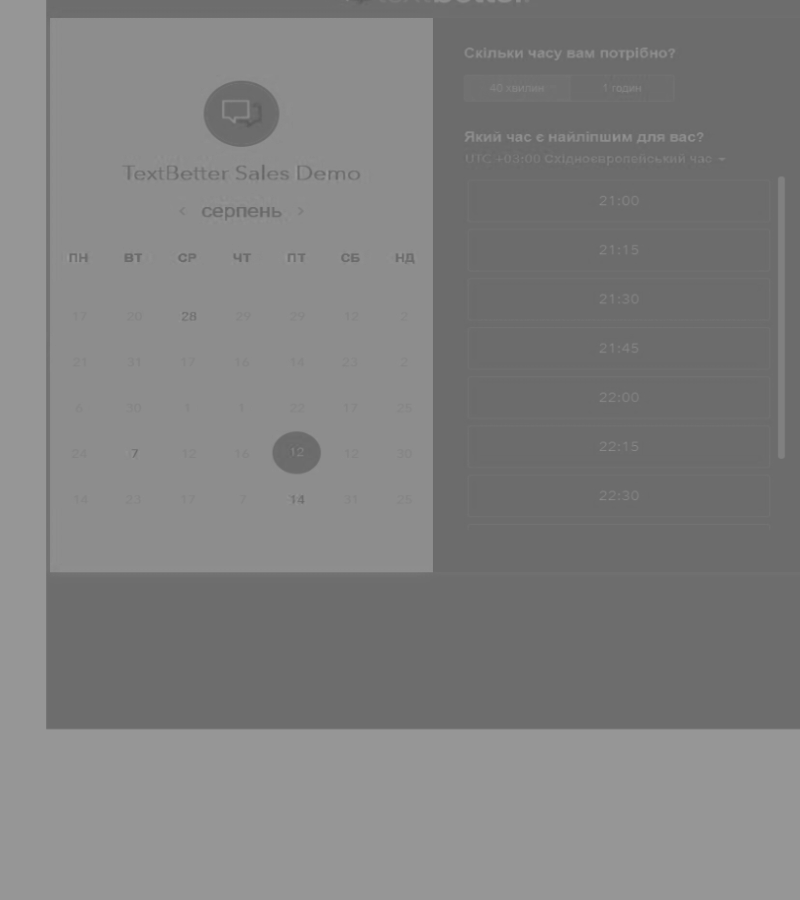 TextBetter Sales Demo
серпень
ПН ВТ СР ЧТ ПТ СБ НД
17 20 28 29 29 12 2
21 31 17 16 14 23 2
6 10 1 1 22 17 25
24 7 12 16 12 12 30
14 23 17 7 14 31 25
Скільки часу вам потрібно?
40 хвилин 1 годин
Який час є найліпшим для вас?
UTC +03:00 Східноєвропейський час
21:00
21:15
21:30
21:45
22:00
22:15
22:30